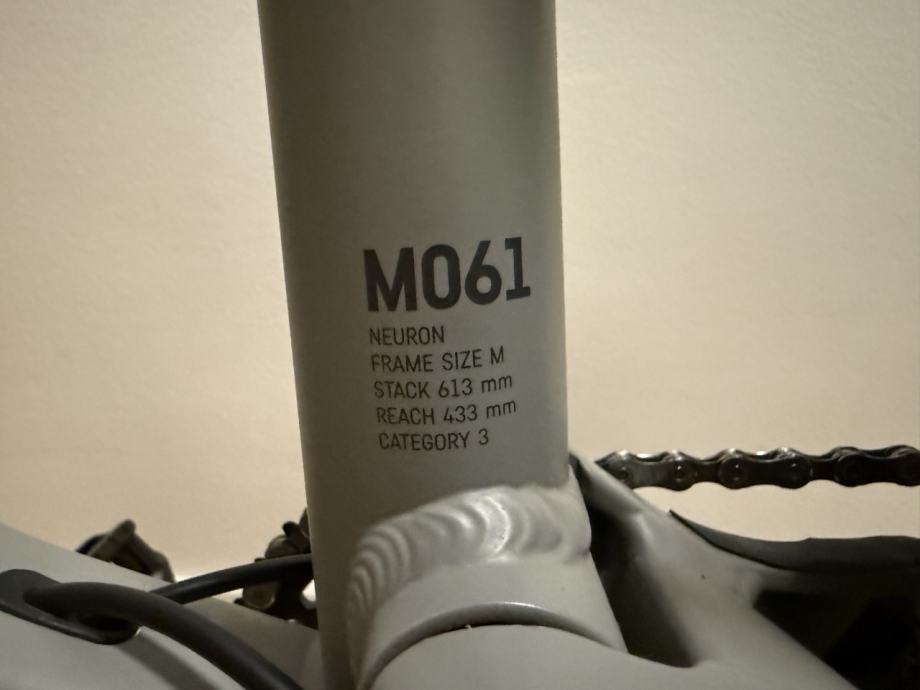 M061
NEURON
FRAME SIZE M
STACK 613 mm
REACH 433 mm
CATEGORY 3